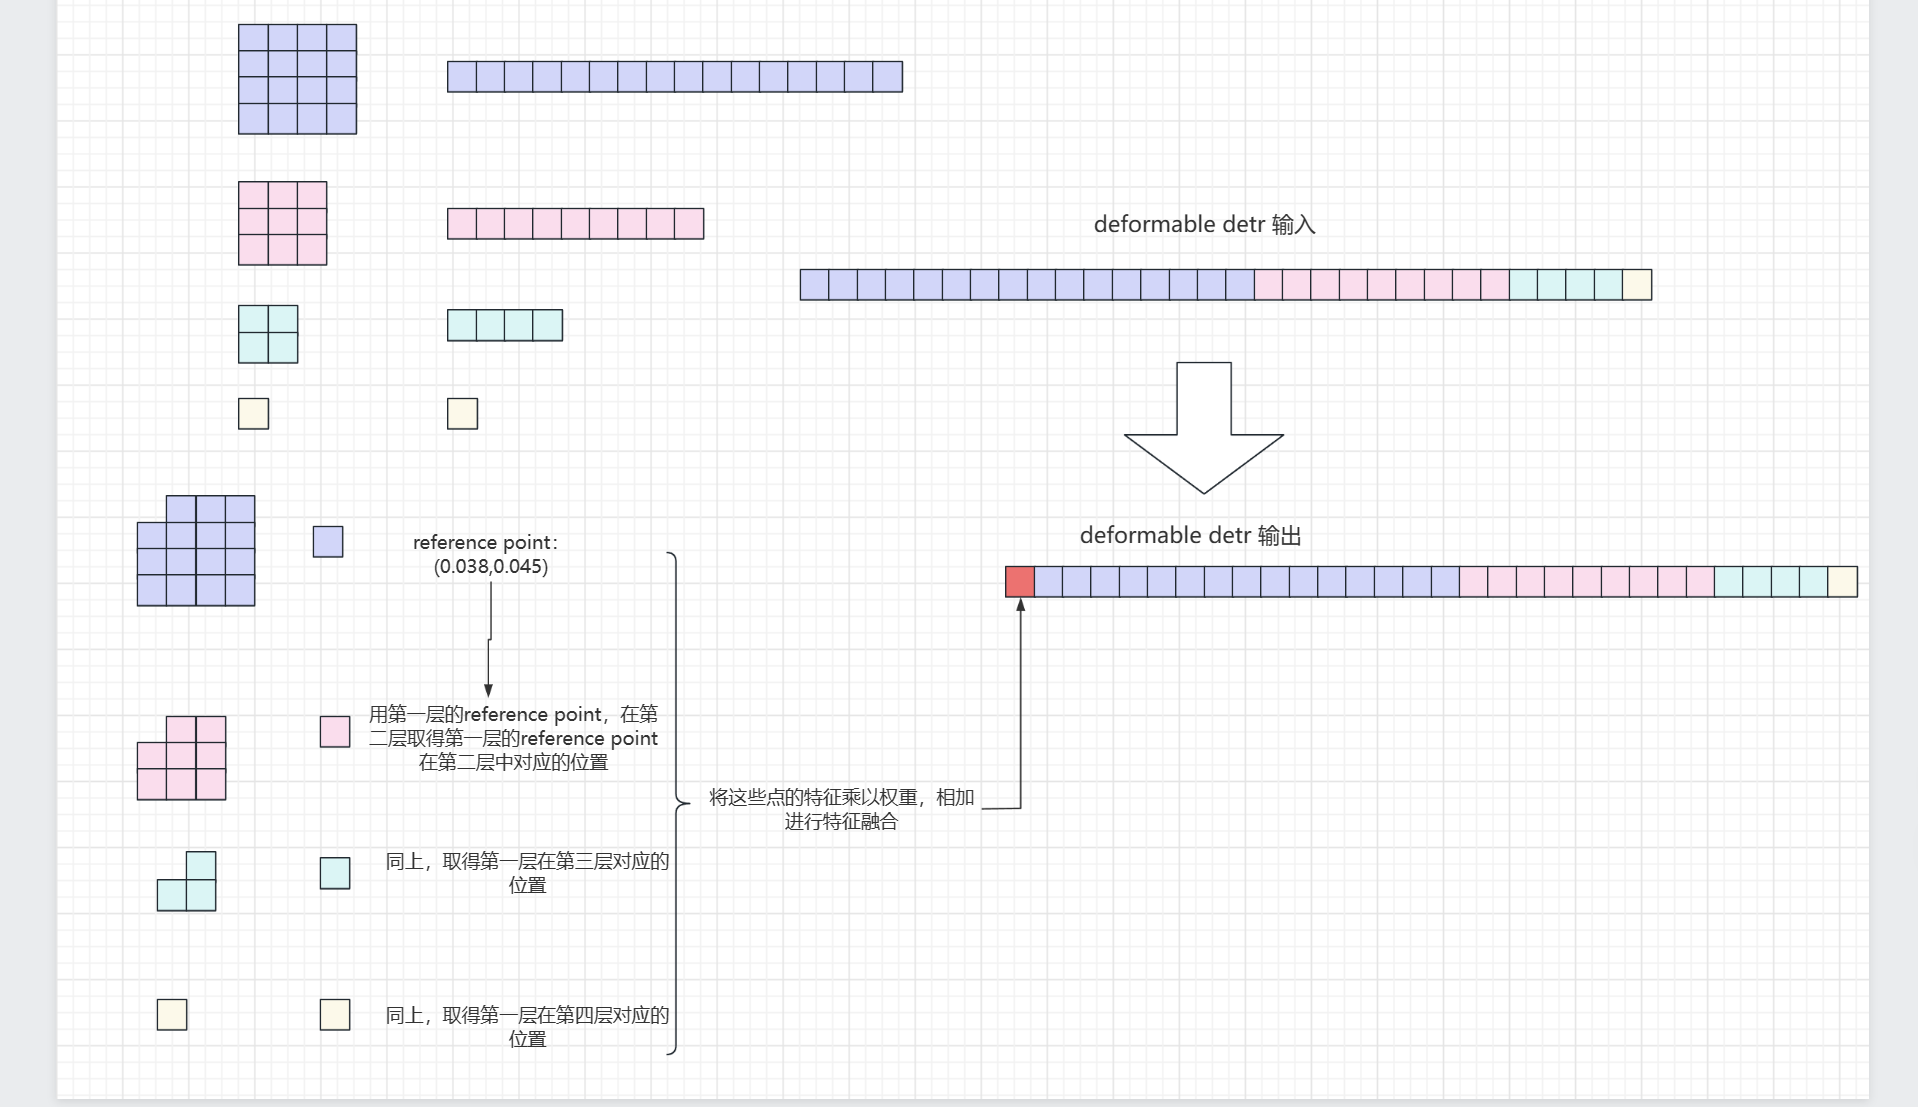 deformable detr 输入
deformable detr 输出
reference point：
(0.038,0.045)
用第一层的reference point，在第
二层取得第一层的reference point
在第二层中对应的位置
将这些点的特征乘以权重，相加
进行特征融合
同上，取得第一层在第三层对应的
位置
同上，取得第一层在第四层对应的
位置